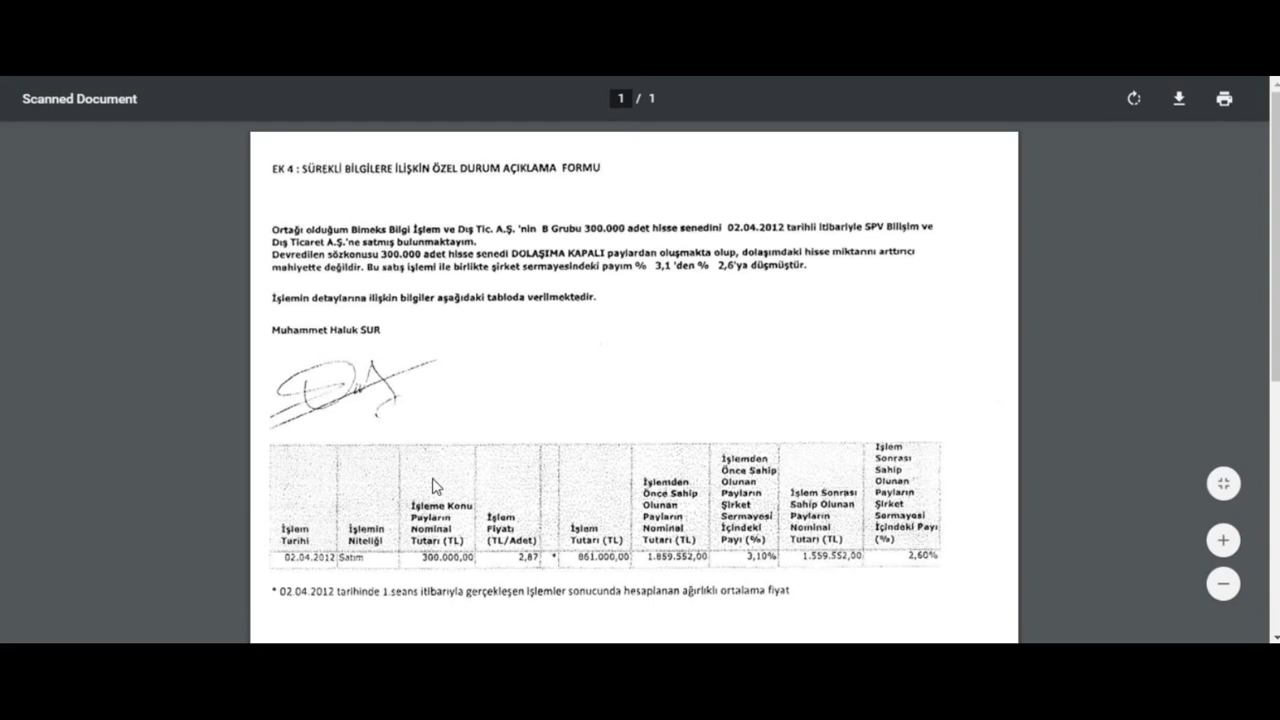 Scanned Document
1 / 1
EK 4 : SÜREKLİ BİLGİLERE İLİŞKİN ÖZEL DURUM AÇIKLAMA FORMU
Ortağı olduğum Bimeks Bilgi İşlem ve Dış Tic. A.Ş. 'nin B Grubu 300.000 adet hisse senedini 02.04.2012 tarihli itibariyle SPV Bilişim ve
Dış Ticaret A.Ş.'ne satmış bulunmaktayım.
Devredilen sözkonusu 300.000 adet hisse senedi DOLAŞIMA KAPALI paylardan oluşmakta olup, dolaşımdaki hisse miktarını arttırıcı
mahiyette değildir. Bu satış işlemi ile birlikte şirket sermayesindeki payım % 3,1 'den % 2,6'ya düşmüştür.
İşlemin detaylarına ilişkin bilgiler aşağıdaki tabloda verilmektedir.
Muhammet Haluk SUR
İşlem
Tarihi
İşlemin
Niteliği
İşleme Konu
Payların
Nominal
Tutarı (TL)
İşlem
Fiyatı
(TL/Adet)
İşlem
Tutarı (TL)
İşlemden
Önce Sahip
Olunan
Payların
Nominal
Tutarı (TL)
İşlemden
Önce Sahip
Olunan
Payların
Şirket
Sermayesi
İçindeki
Payı (%)
İşlem Sonrası
Sahip Olunan
Payların
Nominal
Tutarı (TL)
İşlem
Sonrası
Sahip
Olunan
Payların
Şirket
Sermayesi
İçindeki Payı
(%)
02.04.2012 Satım 300.000,00 2,87 * 861.000,00 1.859.552,00 3,10% 1.559.552,00 2,60%
* 02.04.2012 tarihinde 1.seans itibarıyla gerçekleşen işlemler sonucunda hesaplanan ağırlıklı ortalama fiyat